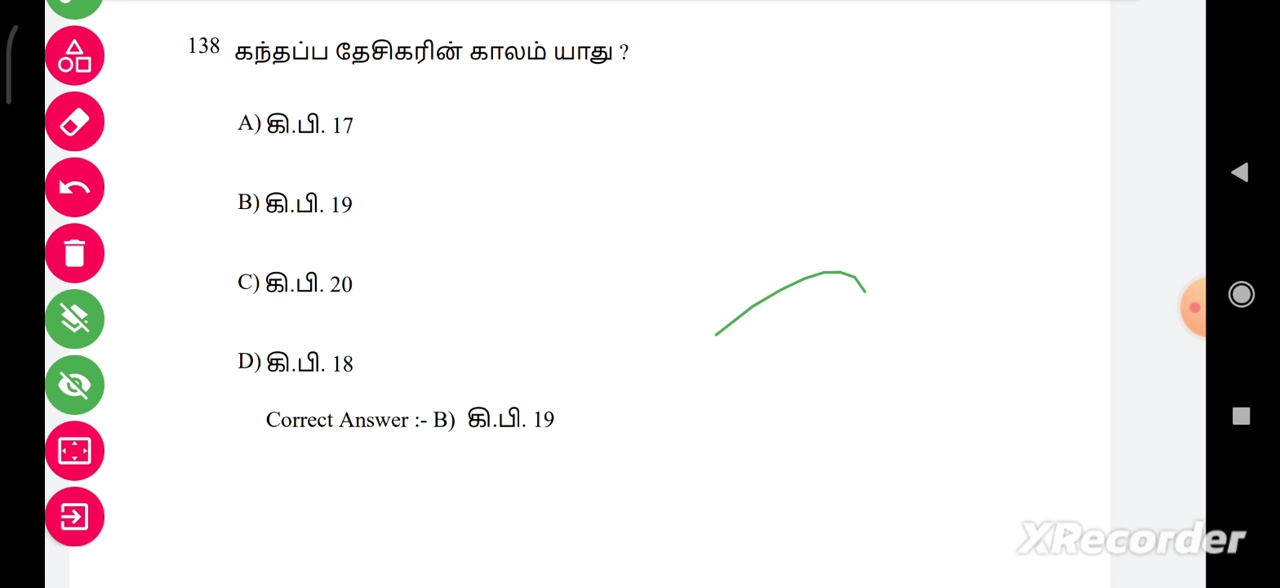 138 கந்தப்ப தேசிகரின் காலம் யாது ?
A) கி.பி. 17
B) கி.பி. 19
C) கி.பி. 20
D) கி.பி. 18
Correct Answer :- B) கி.பி. 19
XRecorder